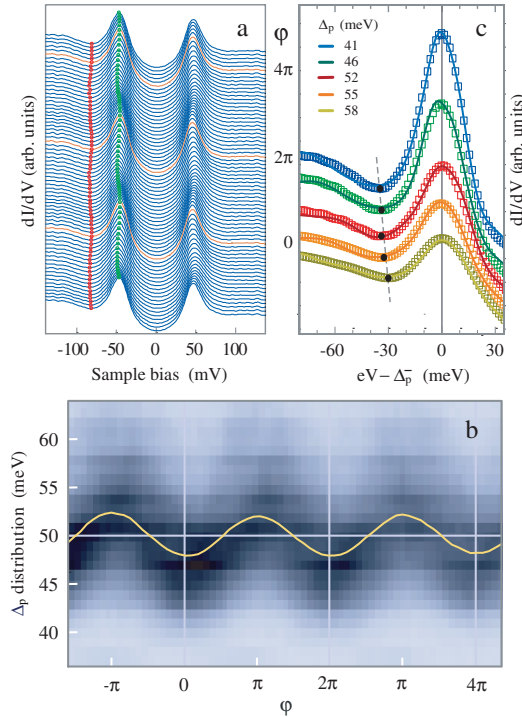 a
φ
4π
2π
0
dI/dV (arb. units)
-100
-50
0
50
100
Sample bias (mV)
c
Δp (meV)
41
46
52
55
58
dI/dV (arb. units)
-60
-30
0
30
eV − Δp⁻ (meV)
b
60
55
50
45
40
Δp distribution (meV)
-π
0
π
2π
π
4π
φ